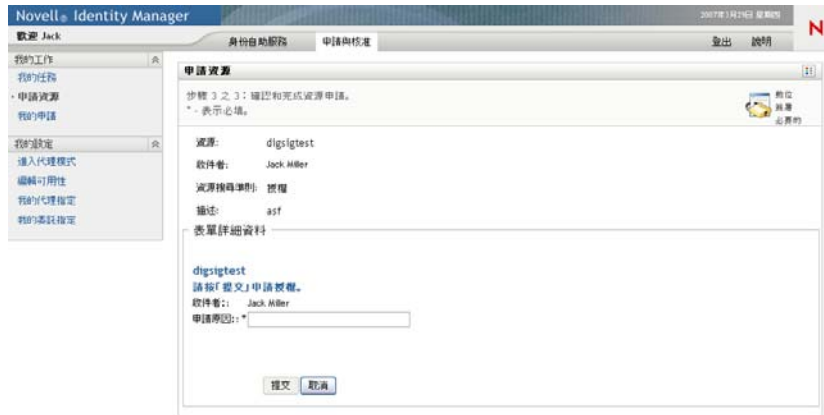 Novell® Identity Manager
歡迎 Jack
身份自助服務
申請與核准
登出
說明
N
我的工作
我的任務
申請資源
我的申請
我的設定
進入代理模式
編輯可用性
我的代理指定
我的委託指定
申請資源
步驟 3 之 3：確認和完成資源申請。
* - 表示必填。
數位
簽署
必要的
資源: digsigtest
收件者: Jack Miller
資源搜尋準則: 授權
描述: asf
表單詳細資料
digsigtest
請按「提交」申請授權。
收件者:: Jack Miller
申請原因:: *
提交
取消